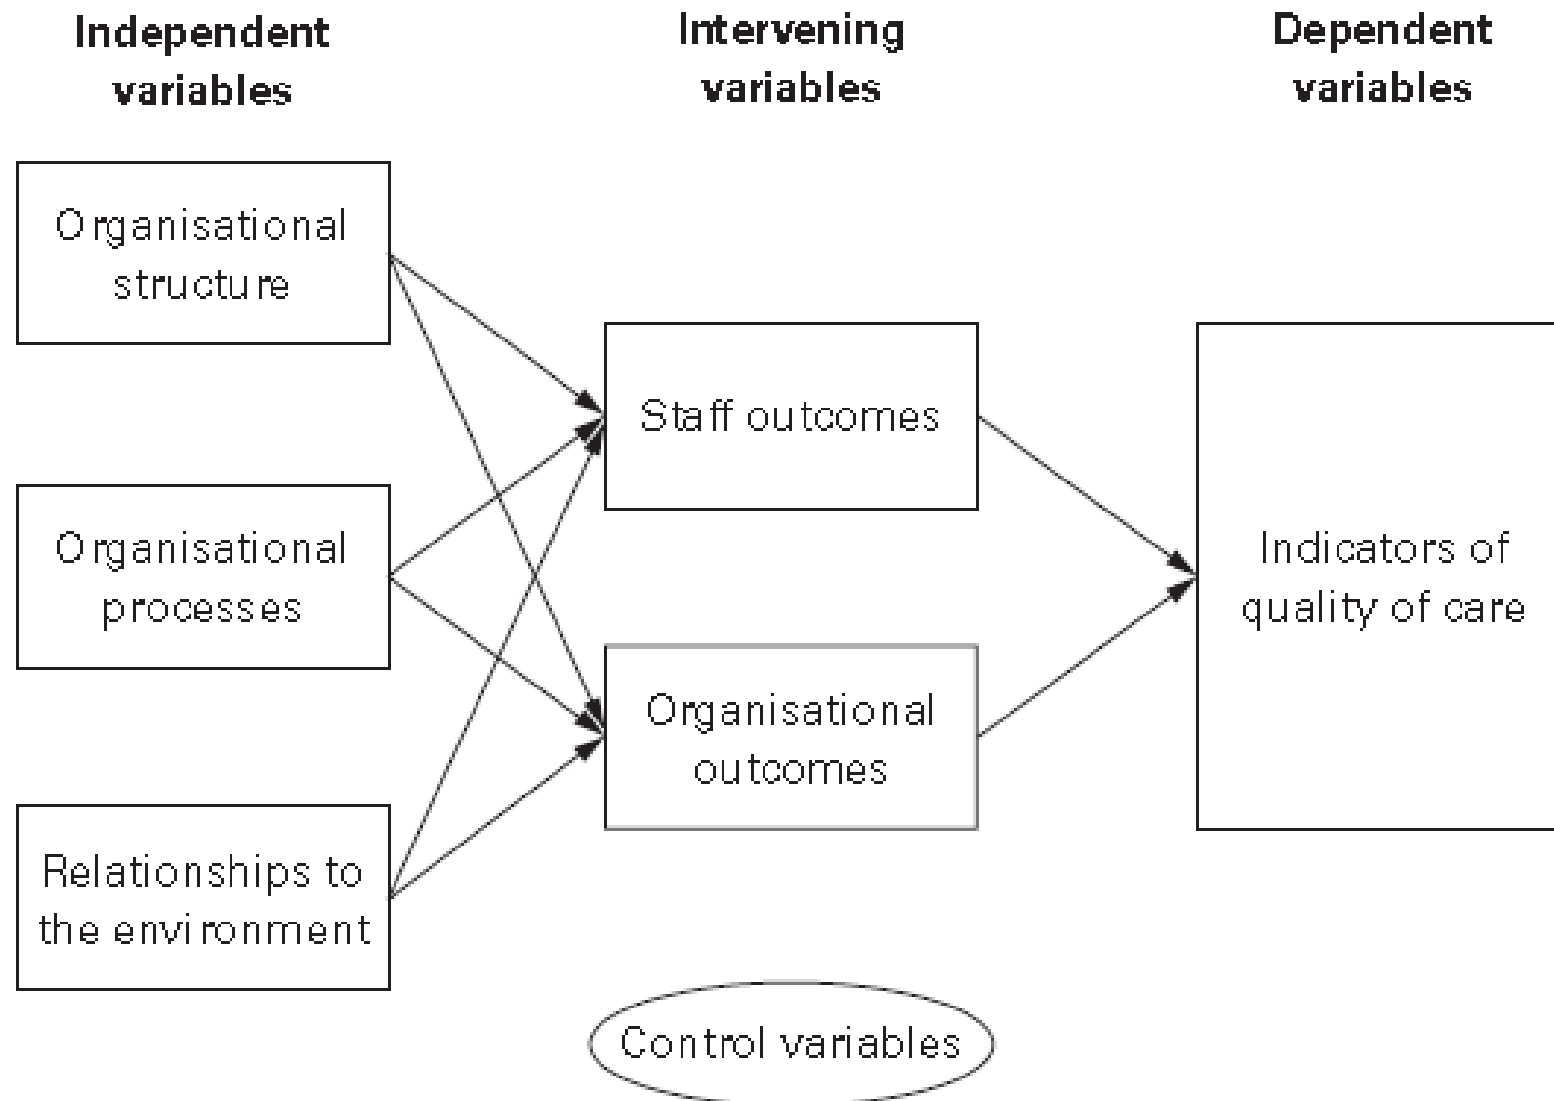 Independent
variables
Intervening
variables
Dependent
variables
Organisational
structure
Organisational
processes
Relationships to
the environment
Staff outcomes
Organisational
outcomes
Indicators of
quality of care
Control variables